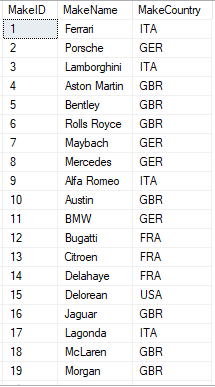 MakeID MakeName MakeCountry
1 Ferrari ITA
2 Porsche GER
3 Lamborghini ITA
4 Aston Martin GBR
5 Bentley GBR
6 Rolls Royce GBR
7 Maybach GER
8 Mercedes GER
9 Alfa Romeo ITA
10 Austin GBR
11 BMW GER
12 Bugatti FRA
13 Citroen FRA
14 Delahaye FRA
15 Delorean USA
16 Jaguar GBR
17 Lagonda ITA
18 McLaren GBR
19 Morgan GBR